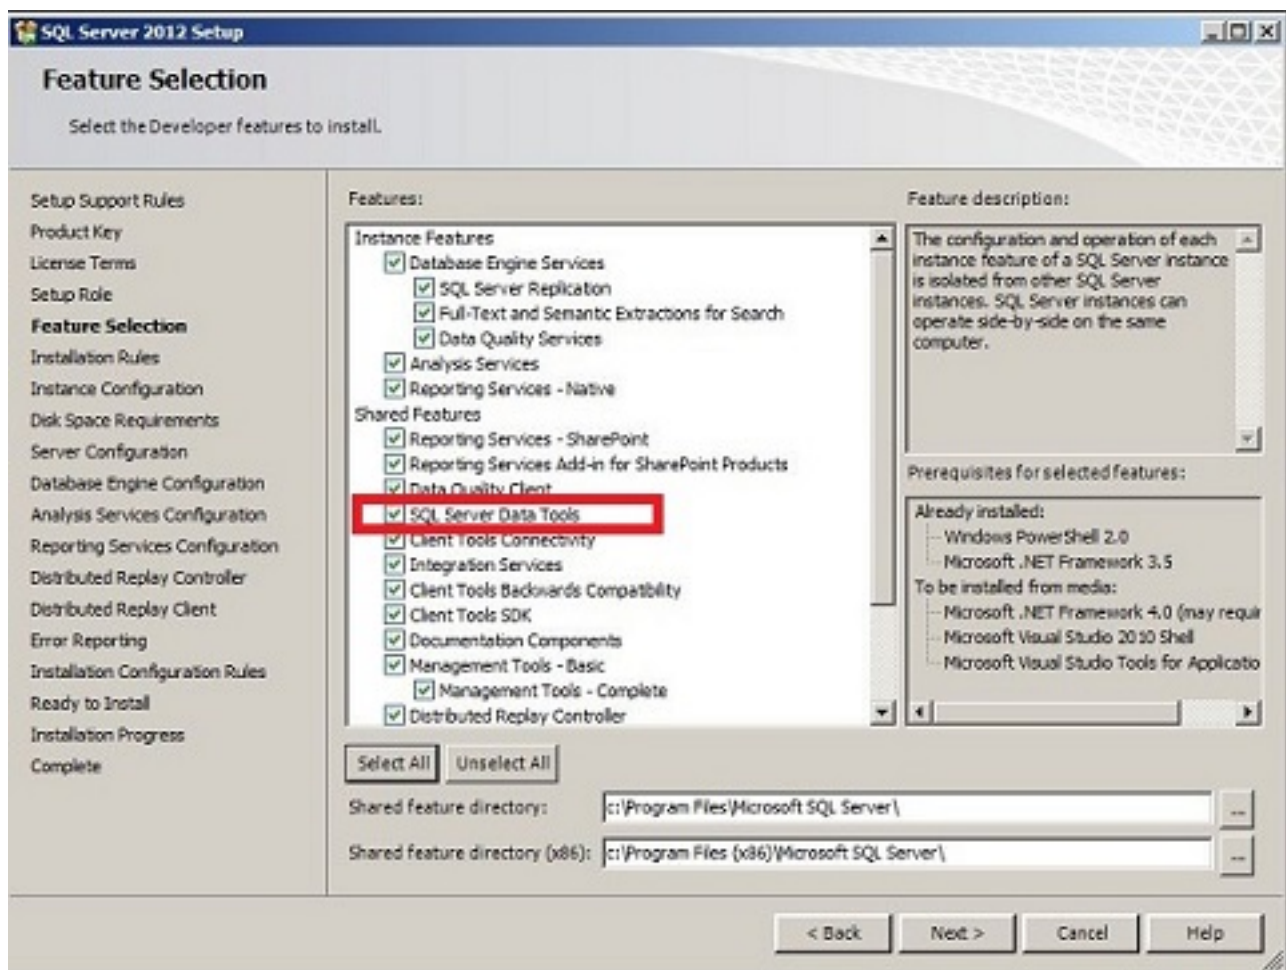 SQL Server 2012 Setup
Feature Selection
Select the Developer features to install.
Setup Support Rules
Product Key
License Terms
Setup Role
Feature Selection
Installation Rules
Instance Configuration
Disk Space Requirements
Server Configuration
Database Engine Configuration
Analysis Services Configuration
Reporting Services Configuration
Distributed Replay Controller
Distributed Replay Client
Error Reporting
Installation Configuration Rules
Ready to Install
Installation Progress
Complete
Features:
Instance Features
Database Engine Services
SQL Server Replication
Full-Text and Semantic Extractions for Search
Data Quality Services
Analysis Services
Reporting Services - Native
Shared Features
Reporting Services - SharePoint
Reporting Services Add-in for SharePoint Products
Data Quality Client
SQL Server Data Tools
Client Tools Connectivity
Integration Services
Client Tools Backwards Compatibility
Client Tools SDK
Documentation Components
Management Tools - Basic
Management Tools - Complete
Distributed Replay Controller
Select All
Unselect All
Feature description:
The configuration and operation of each
instance feature of a SQL Server instance
is isolated from other SQL Server
instances. SQL Server instances can
operate side-by-side on the same
computer.
Prerequisites for selected features:
Already installed:
Windows PowerShell 2.0
Microsoft .NET Framework 3.5
To be installed from media:
Microsoft .NET Framework 4.0 (may requir
Microsoft Visual Studio 2010 Shell
Microsoft Visual Studio Tools for Applicatio
Shared feature directory: c:\Program Files\Microsoft SQL Server\ ...
Shared feature directory (x86): c:\Program Files (x86)\Microsoft SQL Server\ ...
< Back
Next >
Cancel
Help